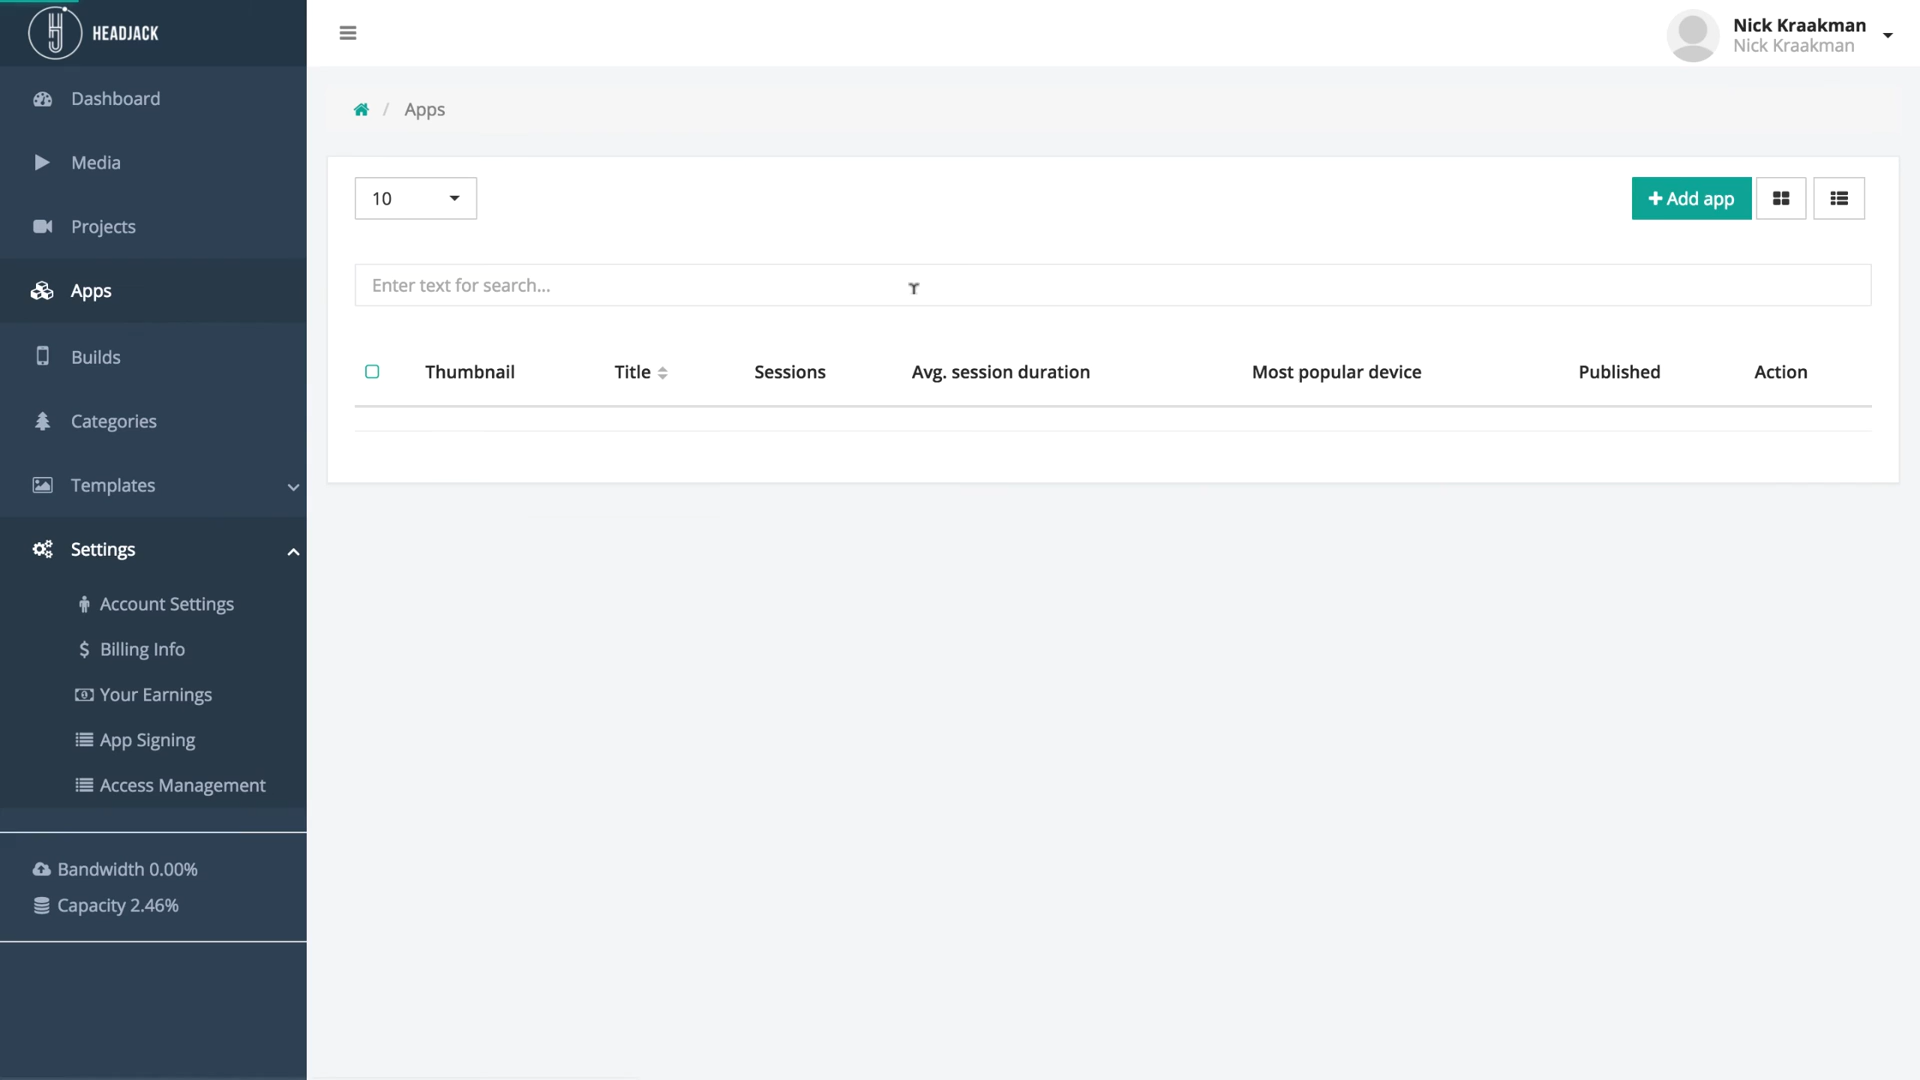 HEADJACK
Nick Kraakman
Nick Kraakman
Dashboard
Media
Projects
Apps
Builds
Categories
Templates
Settings
Account Settings
Billing Info
Your Earnings
App Signing
Access Management
Bandwidth 0.00%
Capacity 2.46%
/ Apps
10
Add app
Enter text for search...
Thumbnail Title Sessions Avg. session duration Most popular device Published Action